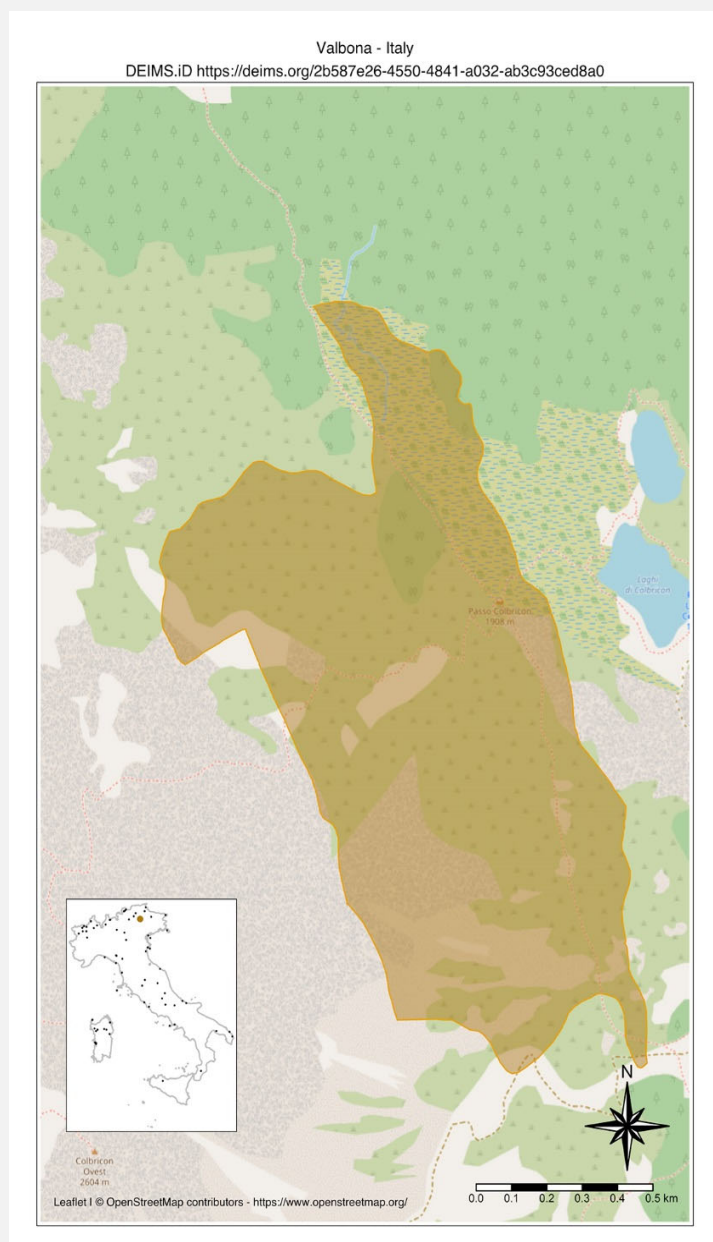 Valbona - Italy
DEIMS.iD https://deims.org/2b587e26-4550-4841-a032-ab3c93ced8a0
Laghi
di Colbricon
Passo Colbricon
1908 m
N
Colbricon
Ovest
2604 m
0.0 0.1 0.2 0.3 0.4 0.5 km
Leaflet I © OpenStreetMap contributors - https://www.openstreetmap.org/